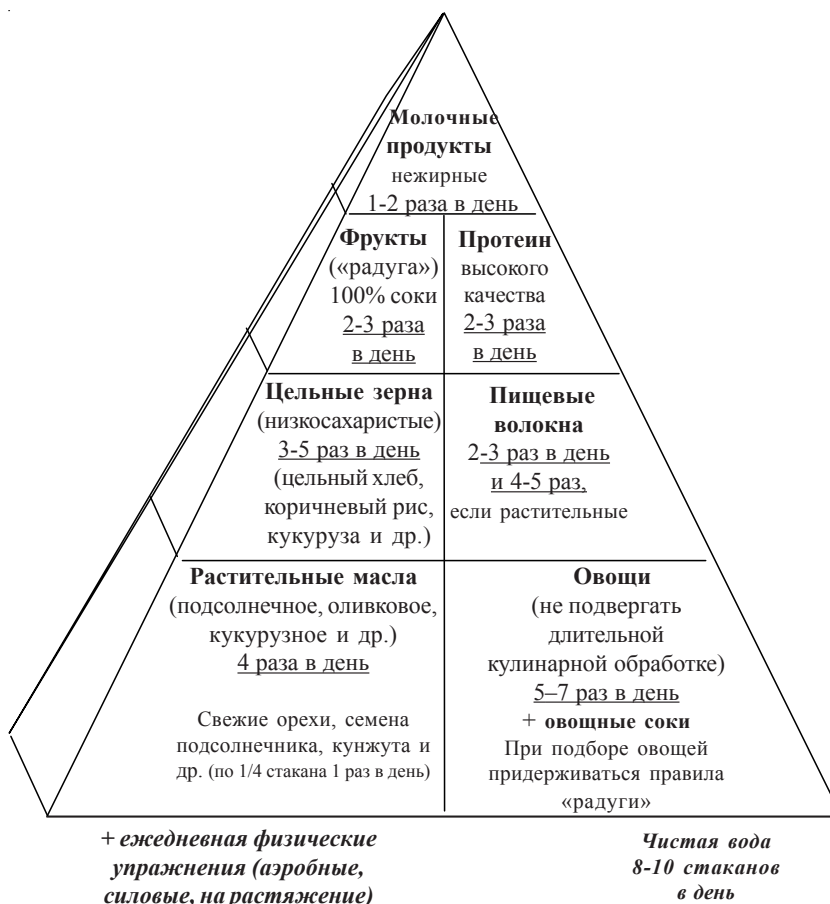 Молочные
продукты
нежирные
1-2 раза в день
Фрукты
(«радуга»)
100% соки
2-3 раза
в день
Протеин
высокого
качества
2-3 раза
в день
Цельные зерна
(низкосахаристые)
3-5 раз в день
(цельный хлеб,
коричневый рис,
кукуруза и др.)
Пищевые
волокна
2-3 раз в день
и 4-5 раз,
если растительные
Растительные масла
(подсолнечное, оливковое,
кукурузное и др.)
4 раза в день
Свежие орехи, семена
подсолнечника, кунжута и
др. (по 1/4 стакана 1 раз в день)
Овощи
(не подвергать
длительной
кулинарной обработке)
5–7 раз в день
+ овощные соки
При подборе овощей
придерживаться правила
«радуги»
+ ежедневная физические
упражнения (аэробные,
силовые, на растяжение)
Чистая вода
8-10 стаканов
в день